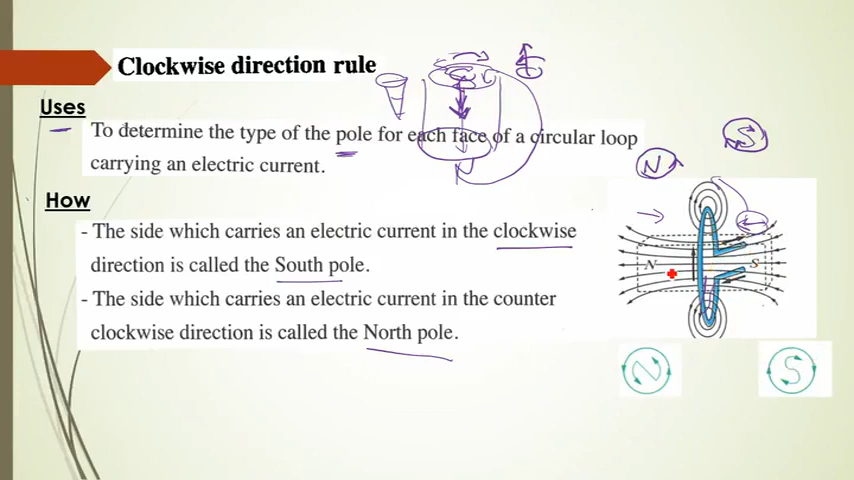 Clockwise direction rule
Uses
To determine the type of the pole for each face of a circular loop
carrying an electric current.
How
- The side which carries an electric current in the clockwise
direction is called the South pole.
- The side which carries an electric current in the counter
clockwise direction is called the North pole.
N
S
N
S
N
S